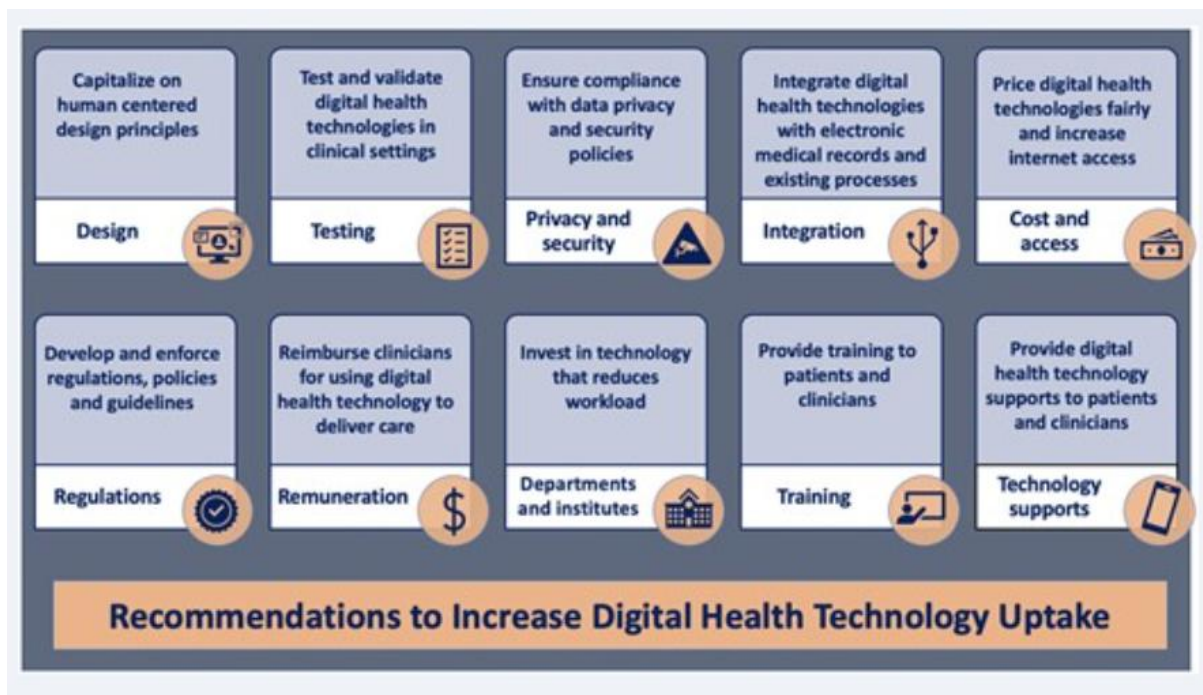 Capitalize on
human centered
design principles
Design
Test and validate
digital health
technologies in
clinical settings
Testing
Ensure compliance
with data privacy
and security
policies
Privacy and
security
Integrate digital
health technologies
with electronic
medical records and
existing processes
Integration
Price digital health
technologies fairly
and increase
internet access
Cost and
access
Develop and enforce
regulations, policies
and guidelines
Regulations
Reimburse clinicians
for using digital
health technology to
deliver care
Remuneration
$
Invest in technology
that reduces
workload
Departments
and institutes
Provide training to
patients and
clinicians
Training
Provide digital
health technology
supports to patients
and clinicians
Technology
supports
Recommendations to Increase Digital Health Technology Uptake